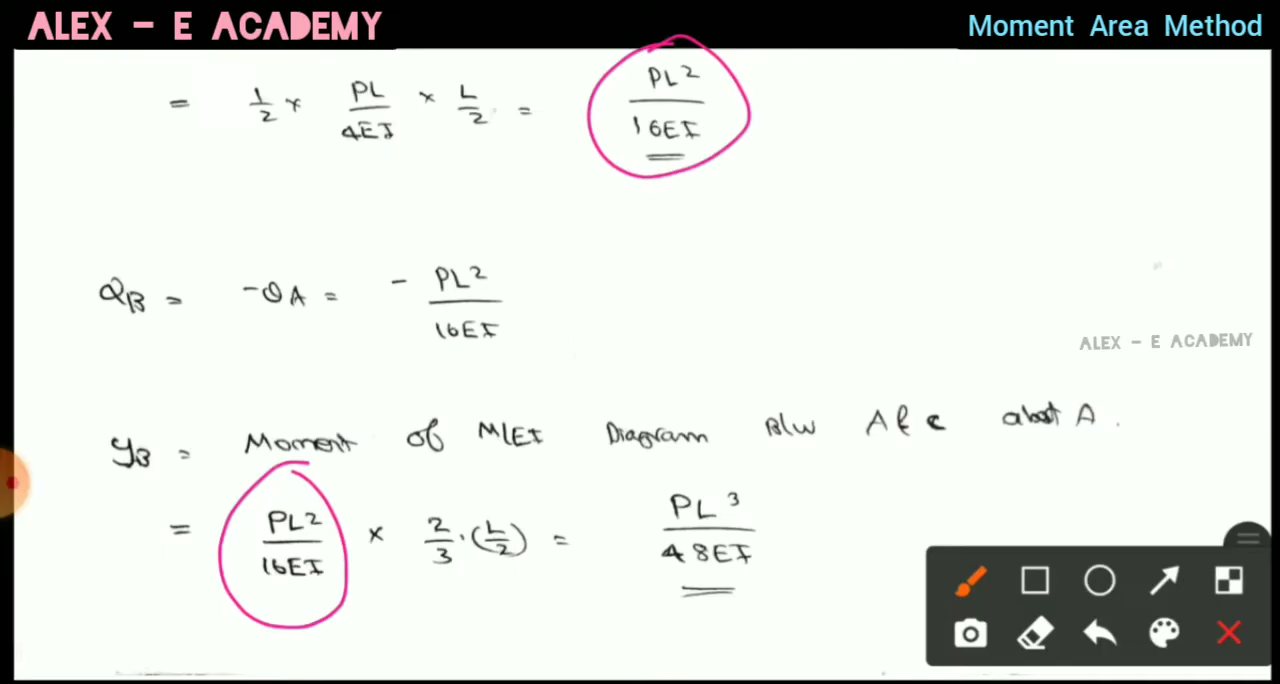 ALEX – E ACADEMY
Moment Area Method
= 1/2 × PL/4EI × L/2 = PL²/16EI
θB = -θA = - PL²/16EI
ALEX – E ACADEMY
yB = Moment of M/EI Diagram B/w A & C about A.
= PL²/16EI × 2/3 · (L/2) = PL³/48EI